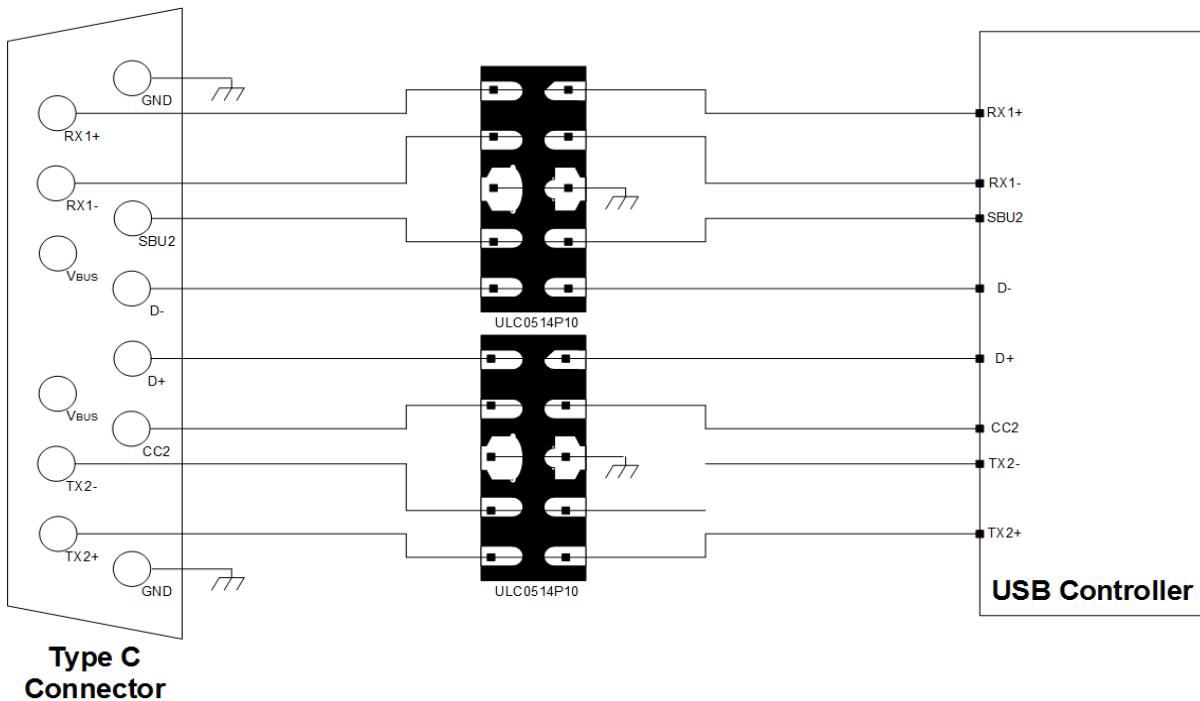 GND
RX1+
RX1-
SBU2
VBUS
D-
D+
VBUS
CC2
TX2-
TX2+
GND
Type C
Connector
ULC0514P10
ULC0514P10
RX1+
RX1-
SBU2
D-
D+
CC2
TX2-
TX2+
USB Controller